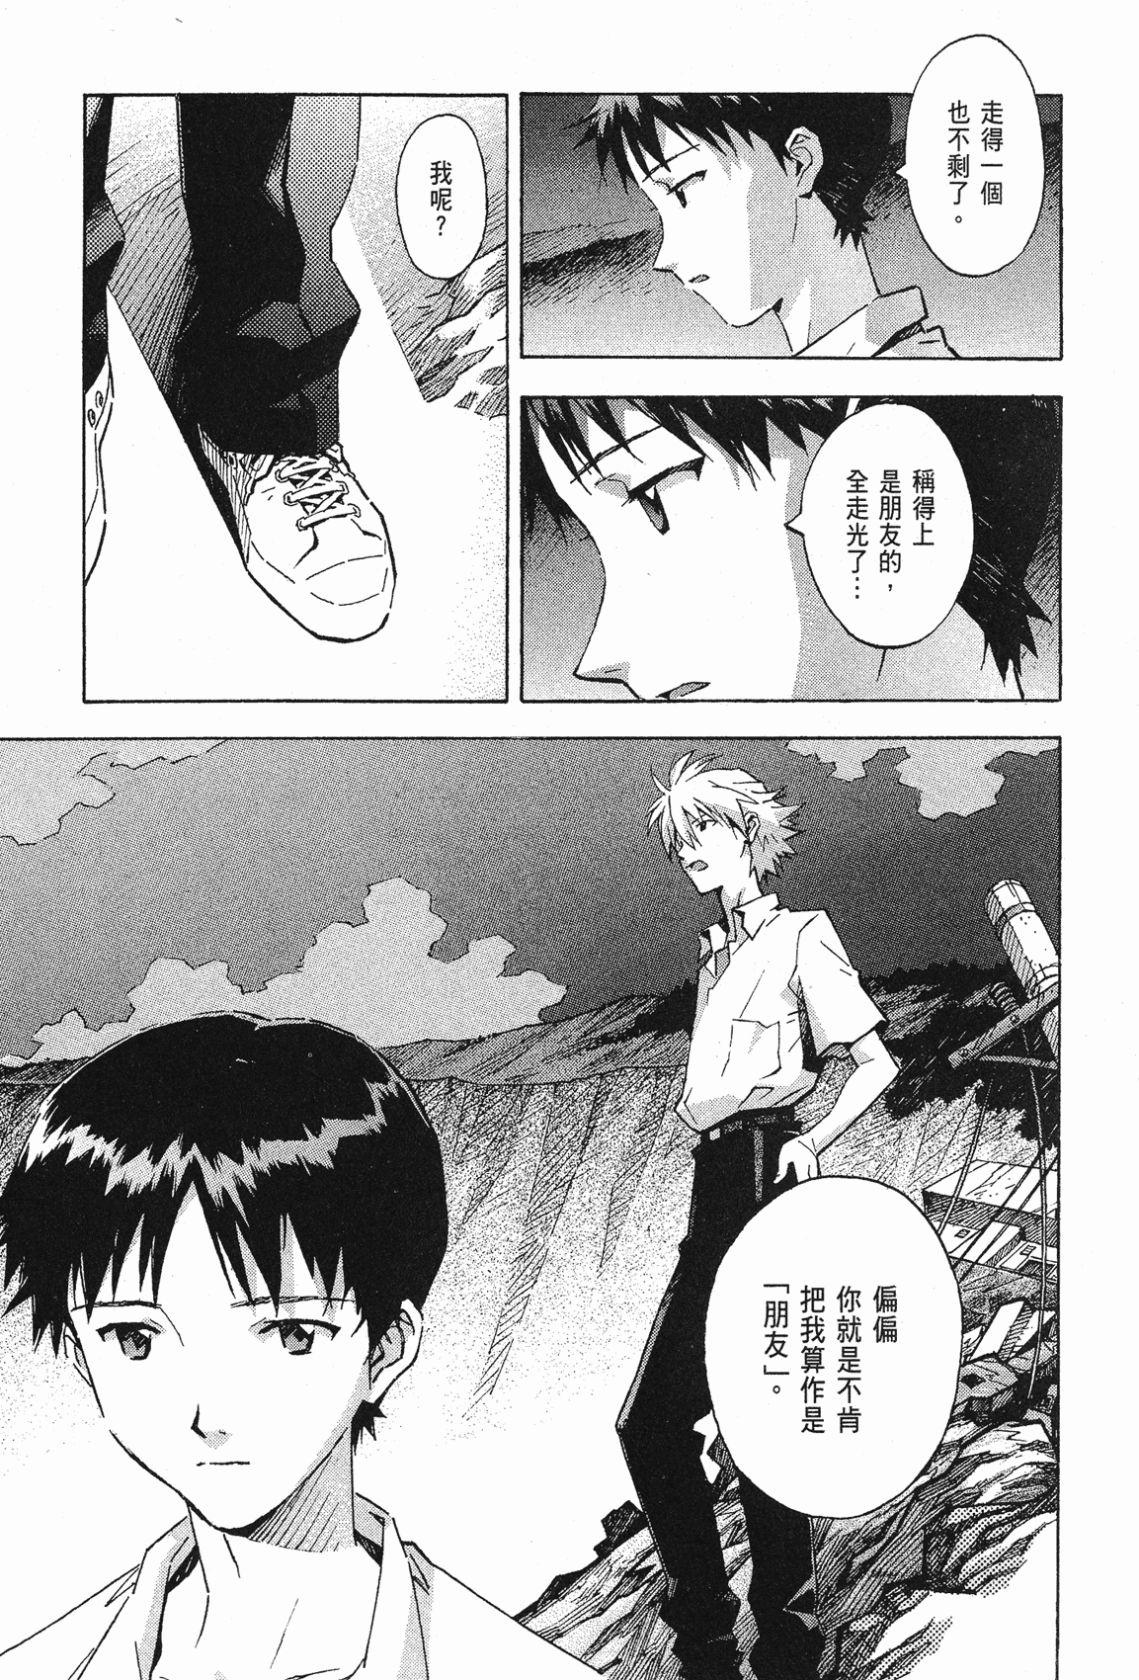 走得一個
也不剩了。
稱得上
是朋友的，
全走光了…
我呢？
偏偏
你就是不肯
把我算作是
「朋友」。